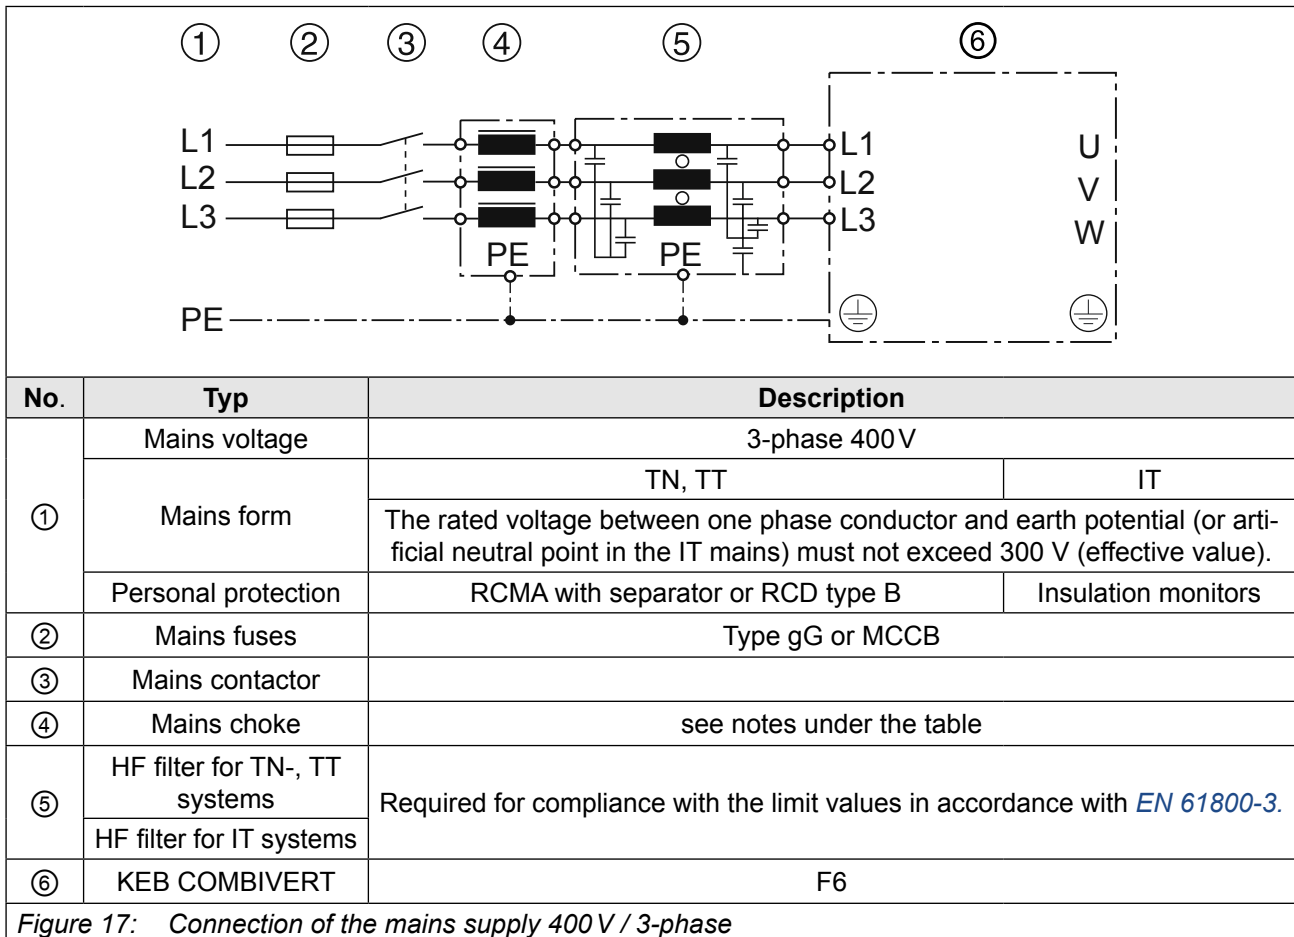 ① ② ③ ④ ⑤ ⑥
L1 L1 U
L2 L2 V
L3 L3 W
PE PE
PE
No. Typ Description
① Mains voltage 3-phase 400 V
Mains form TN, TT IT
The rated voltage between one phase conductor and earth potential (or arti-
ficial neutral point in the IT mains) must not exceed 300 V (effective value).
Personal protection RCMA with separator or RCD type B Insulation monitors
② Mains fuses Type gG or MCCB
③ Mains contactor
④ Mains choke see notes under the table
⑤ HF filter for TN-, TT
systems
Required for compliance with the limit values in accordance with EN 61800-3.
HF filter for IT systems
⑥ KEB COMBIVERT F6
Figure 17: Connection of the mains supply 400 V / 3-phase